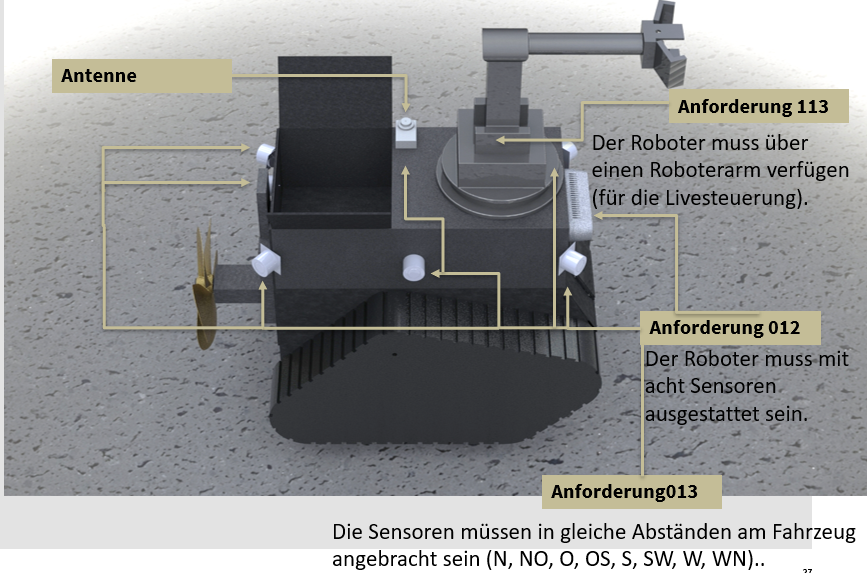 Antenne
Anforderung 113
Der Roboter muss über
einen Roboterarm verfügen
(für die Livesteuerung).
Anforderung 012
Der Roboter muss mit
acht Sensoren
ausgestattet sein.
Anforderung013
Die Sensoren müssen in gleiche Abständen am Fahrzeug
angebracht sein (N, NO, O, OS, S, SW, W, WN)..
27